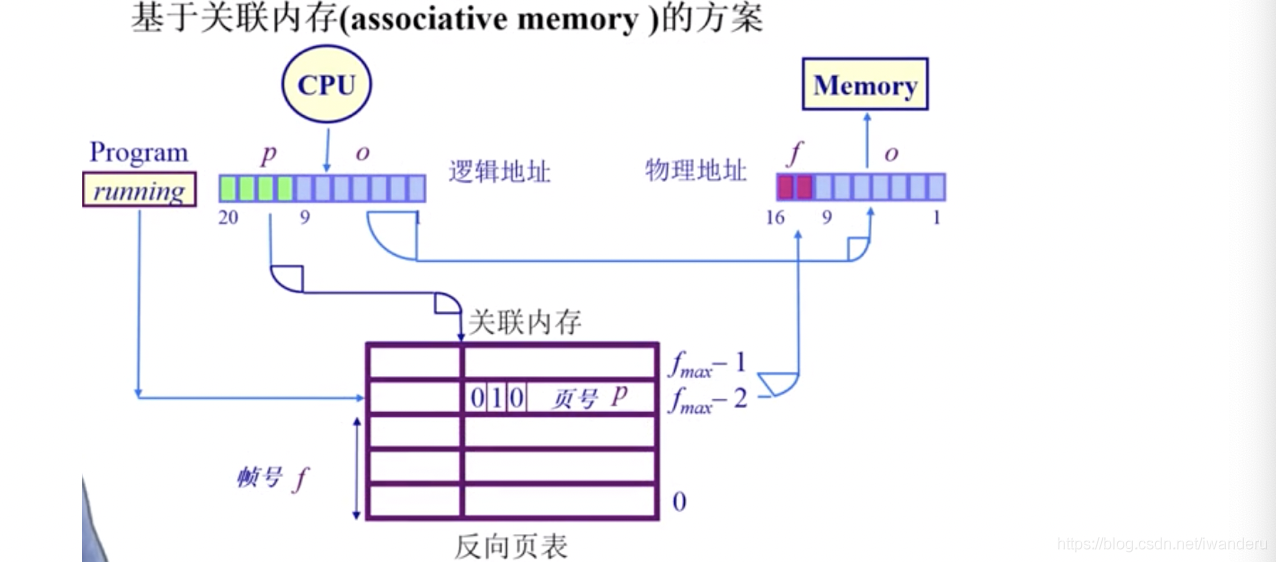 基于关联内存(associative memory )的方案
CPU
Memory
Program
p
o
逻辑地址
物理地址
f
o
running
20
9
1
16
9
1
关联内存
f max – 1
0 1 0 页号 p
f max – 2
帧号 f
0
反向页表
https://blog.csdn.net/iwanderu